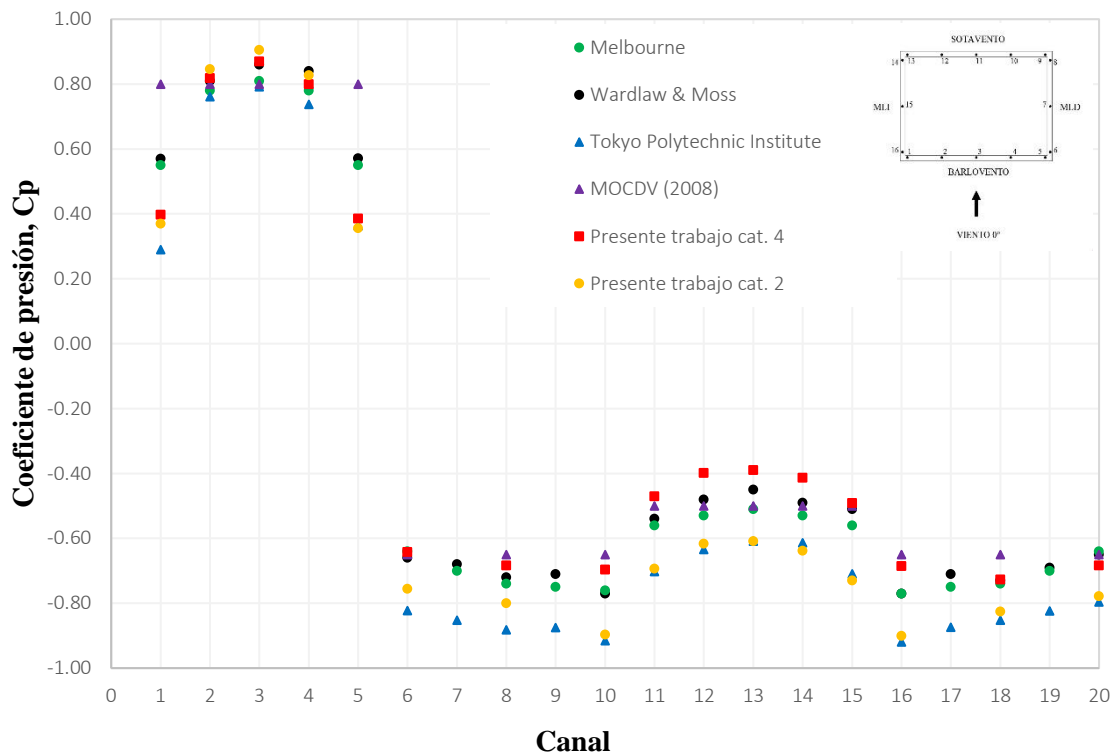 1.00
0.80
0.60
0.40
0.20
0.00
-0.20
-0.40
-0.60
-0.80
-1.00
Coeficiente de presión, Cp
0 1 2 3 4 5 6 7 8 9 10 11 12 13 14 15 16 17 18 19 20
Canal
Melbourne
Wardlaw & Moss
Tokyo Polytechnic Institute
MOCDV (2008)
Presente trabajo cat. 4
Presente trabajo cat. 2
SOTAVENTO
13 12 11 10 9 8
MLI 15 7 MLD
16 1 2 3 4 5 6
BARLOVENTO
VIENTO 0º